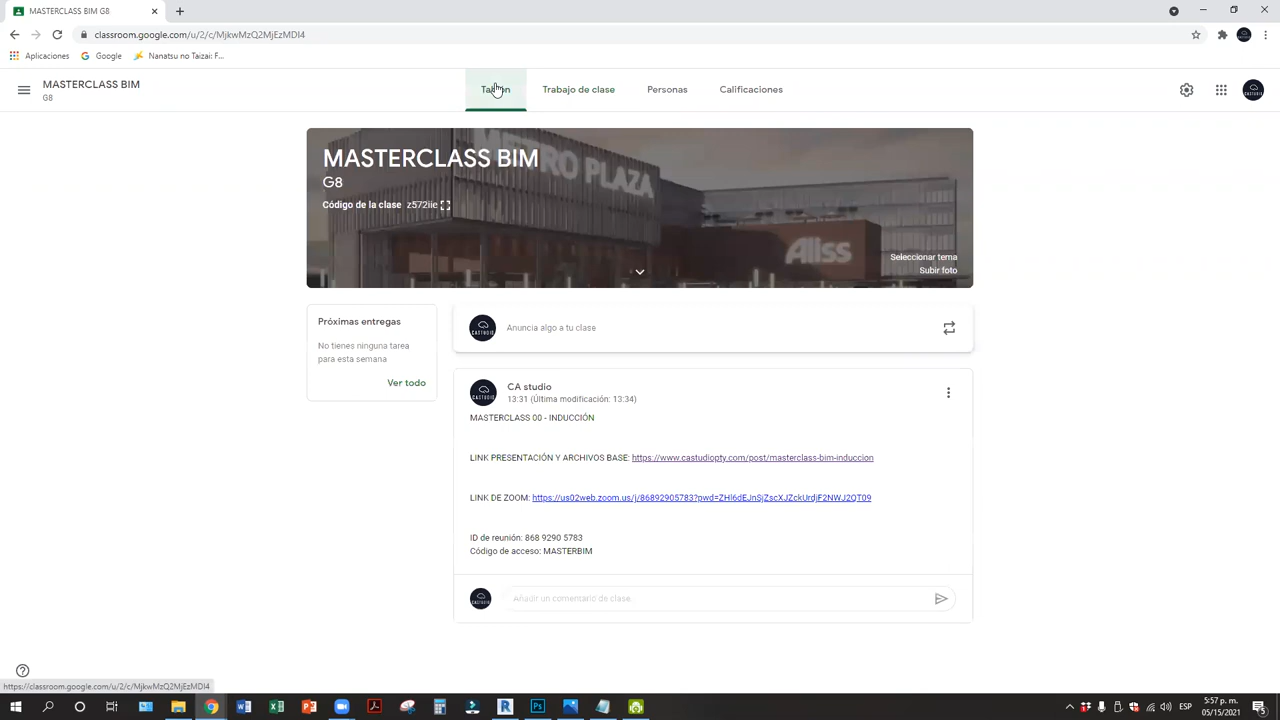 MASTERCLASS BIM G8
classroom.google.com/u/2/c/MjkwMzQ2MjEzMDI4
Aplicaciones
Google
Nanatsu no Taizai: F...
MASTERCLASS BIM
G8
Trabajo de clase
Personas
Calificaciones
METRO PLAZA
MASTERCLASS BIM
G8
Código de la clase z572iie
Aliss
Seleccionar tema
Subir foto
Próximas entregas
No tienes ninguna tarea
para esta semana
Ver todo
Anuncia algo a tu clase
CA studio
13:31 (Última modificación: 13:34)
MASTERCLASS 00 - INDUCCIÓN
LINK PRESENTACIÓN Y ARCHIVOS BASE: https://www.castudiopty.com/post/masterclass-bim-induccion
LINK DE ZOOM: https://us02web.zoom.us/j/86892905783?pwd=ZHl6dEJnSjZscXJZckUrdjF2NWJ2QT09
ID de reunión: 868 9290 5783
Código de acceso: MASTERBIM
Añadir un comentario de clase
https://classroom.google.com/u/2/c/MjkwMzQ2MjEzMDI4
ESP
5:57 p. m.
05/15/2021